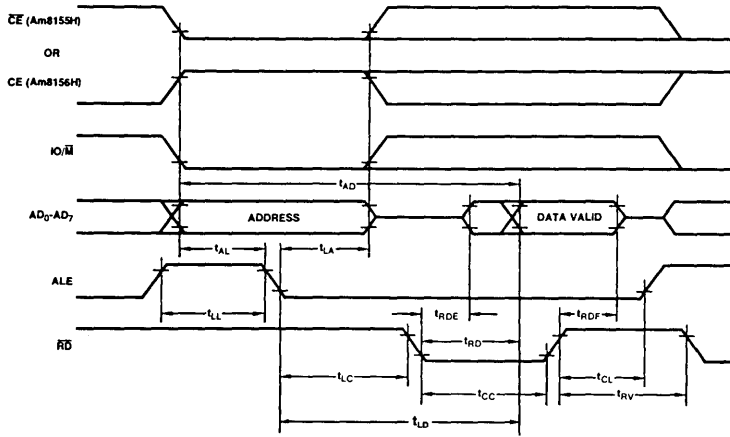 CE (Am8155H)
OR
CE (Am8156H)
IO/M
tAD
AD0-AD7
ADDRESS
DATA VALID
tAL
tLA
ALE
tLL
tRDE
tRDF
RD
tRD
tLC
tCC
tCL
tRV
tLD